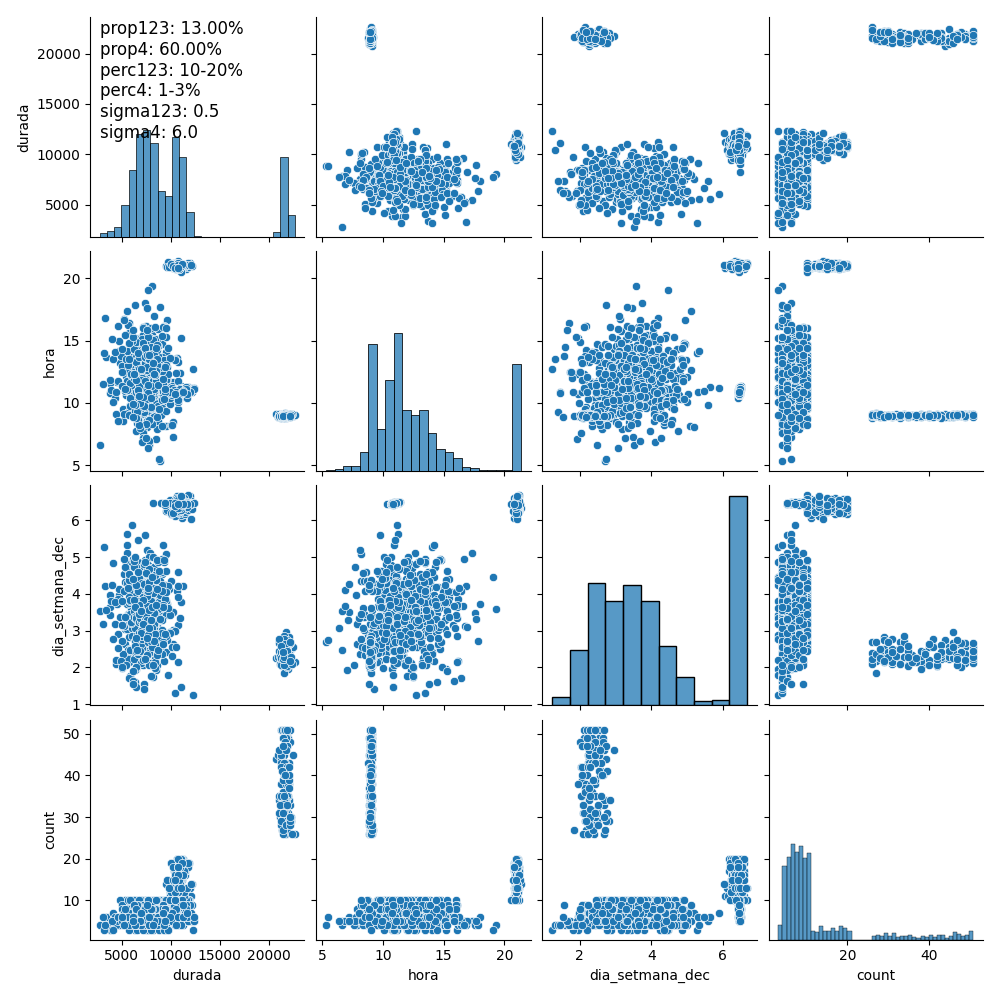 prop123: 13.00%
prop4: 60.00%
perc123: 10-20%
perc4: 1-3%
sigma123: 0.5
sigma4: 6.0
durada
20000
15000
10000
5000
hora
20
15
10
5
dia_setmana_dec
6
5
4
3
2
1
count
50
40
30
20
10
5000 10000 15000 20000
5 10 15 20
2 4 6
20 40
durada
hora
dia_setmana_dec
count